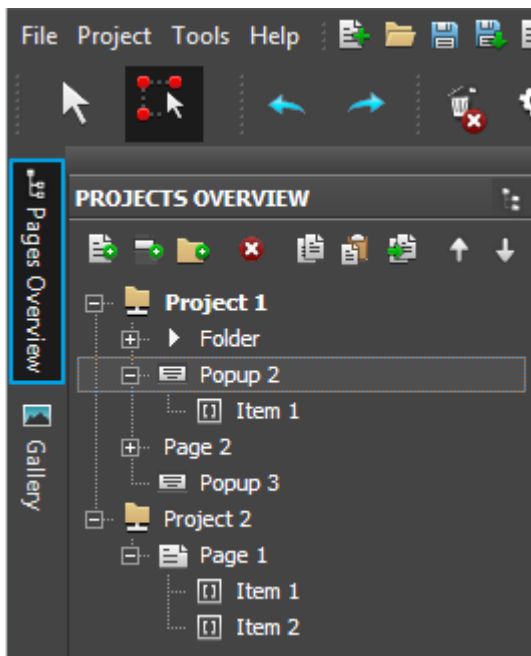 File Project Tools Help
Pages Overview
Gallery
PROJECTS OVERVIEW
Project 1
Folder
Popup 2
Item 1
Page 2
Popup 3
Project 2
Page 1
Item 1
Item 2